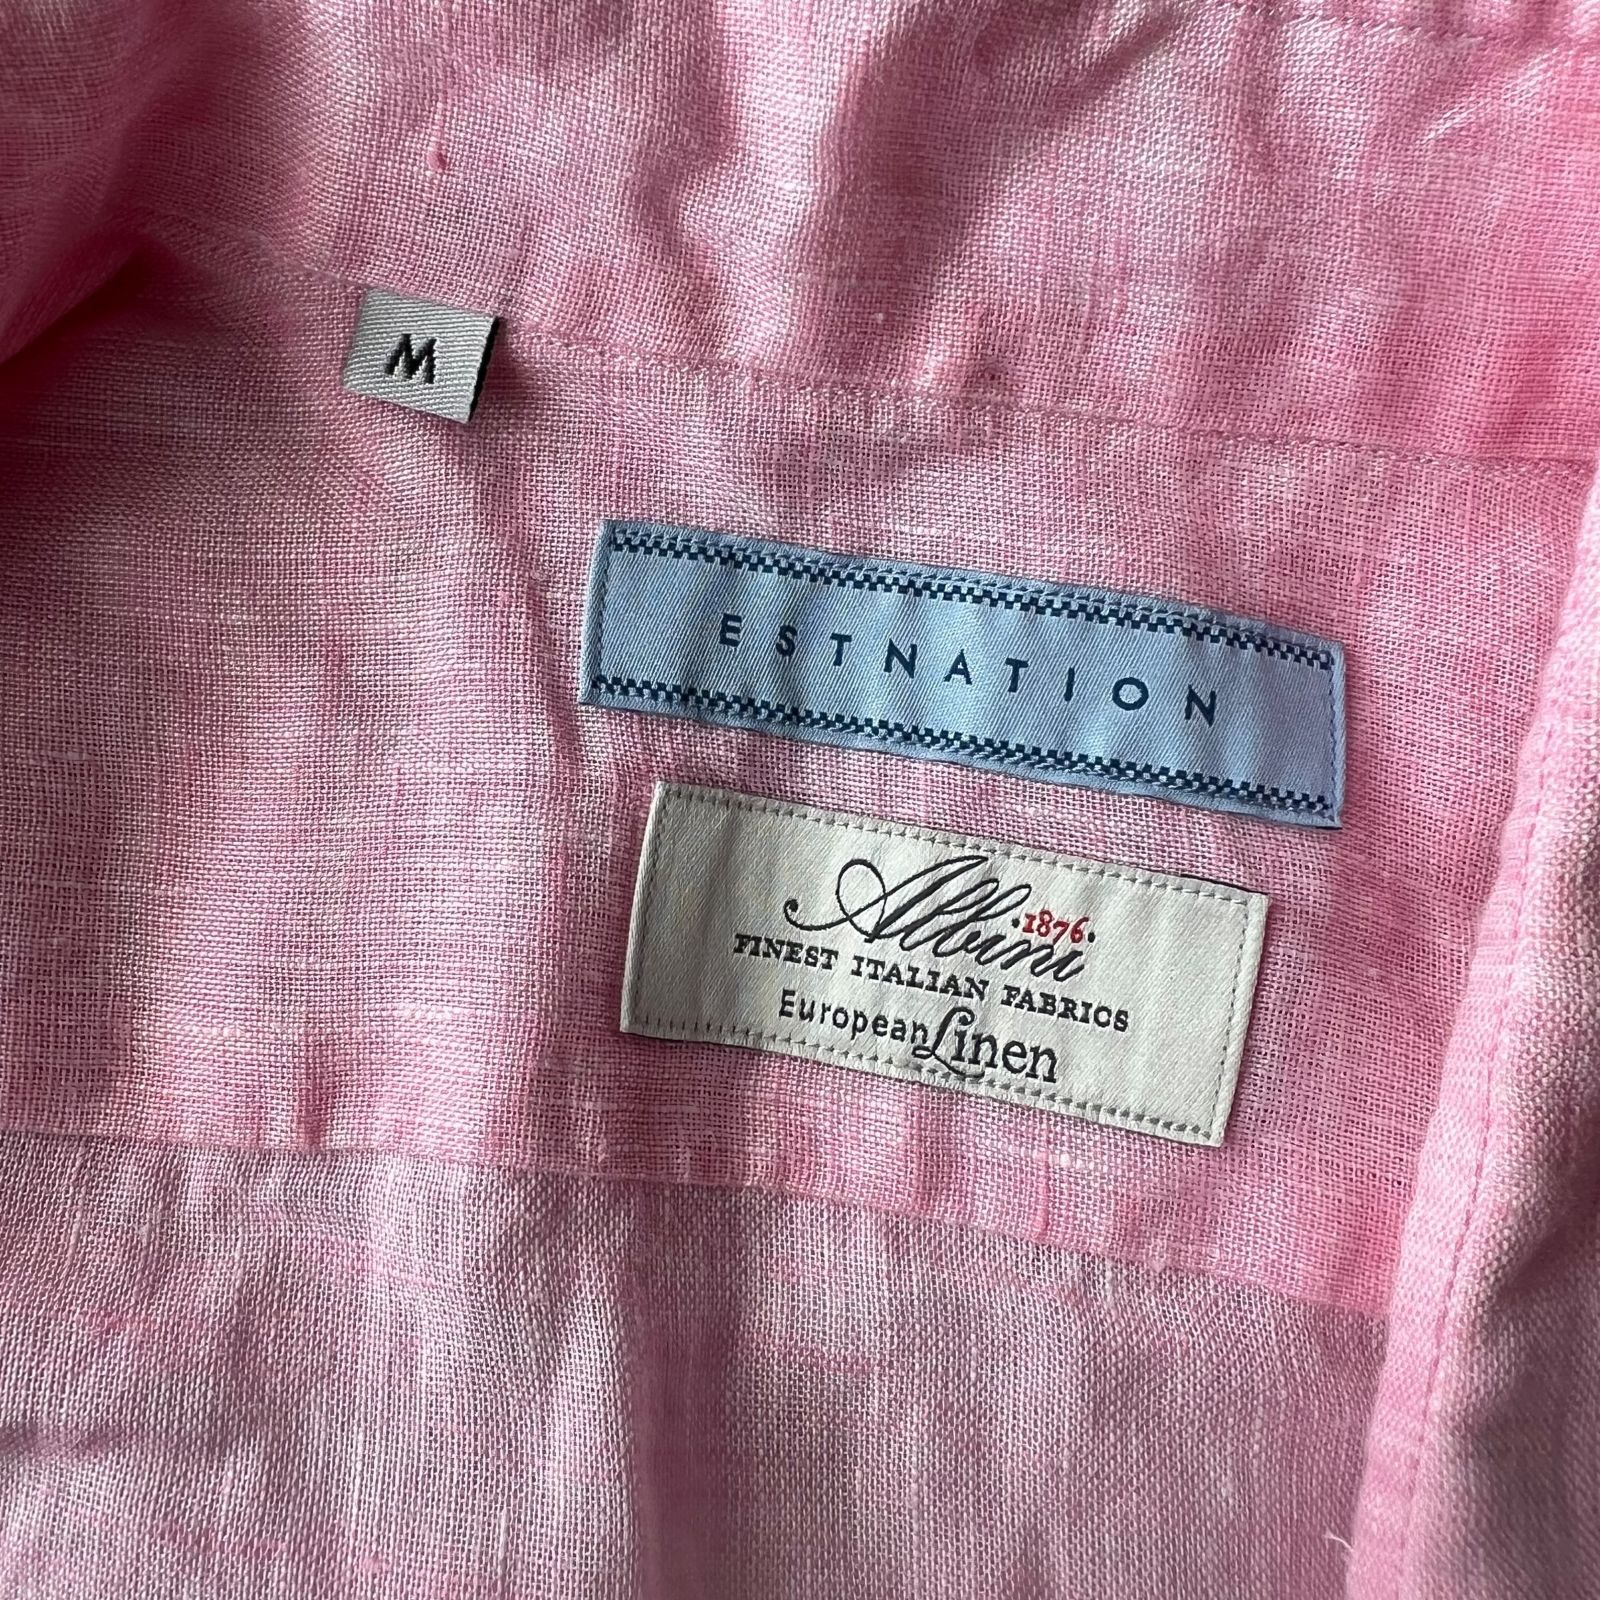 M
ESTNATION
Albini ·1876·
FINEST ITALIAN FABRICS
European Linen